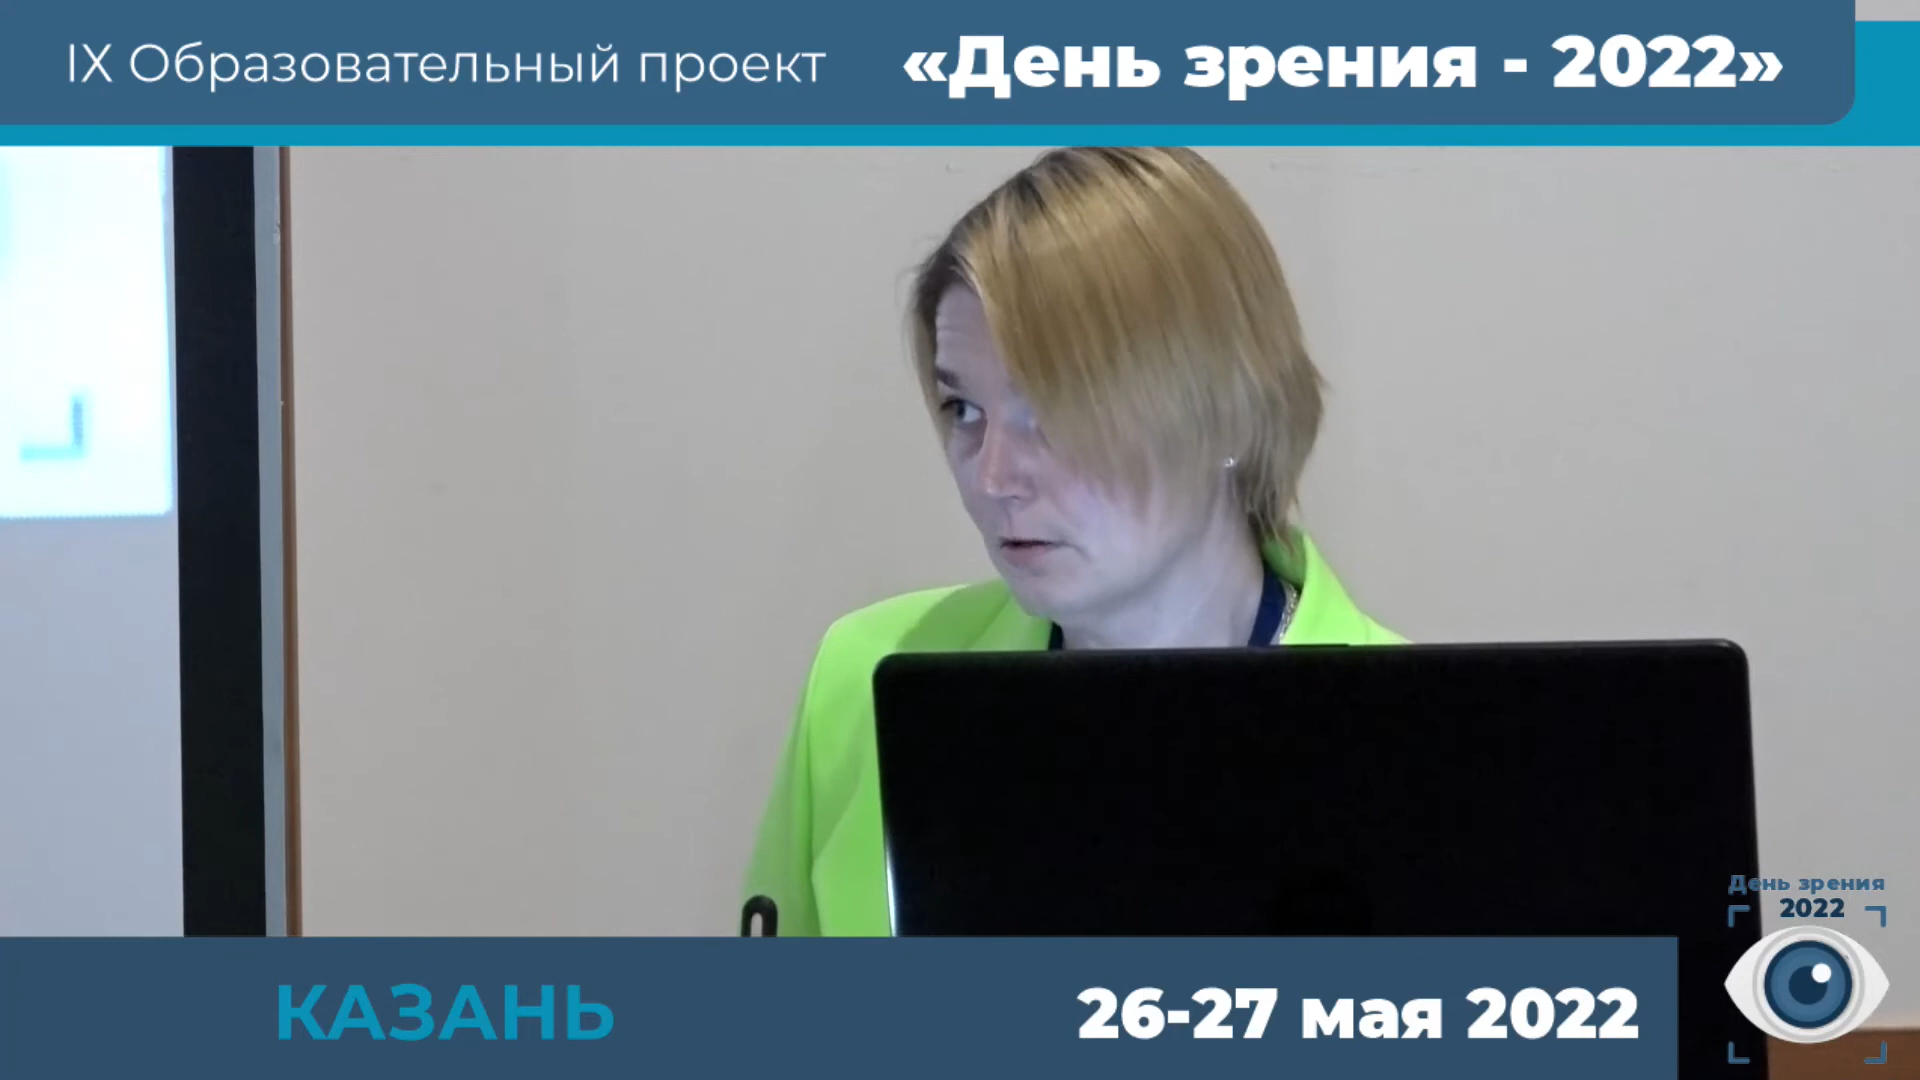 IX Образовательный проект «День зрения - 2022»
День зрения
2022
КАЗАНЬ 26-27 мая 2022